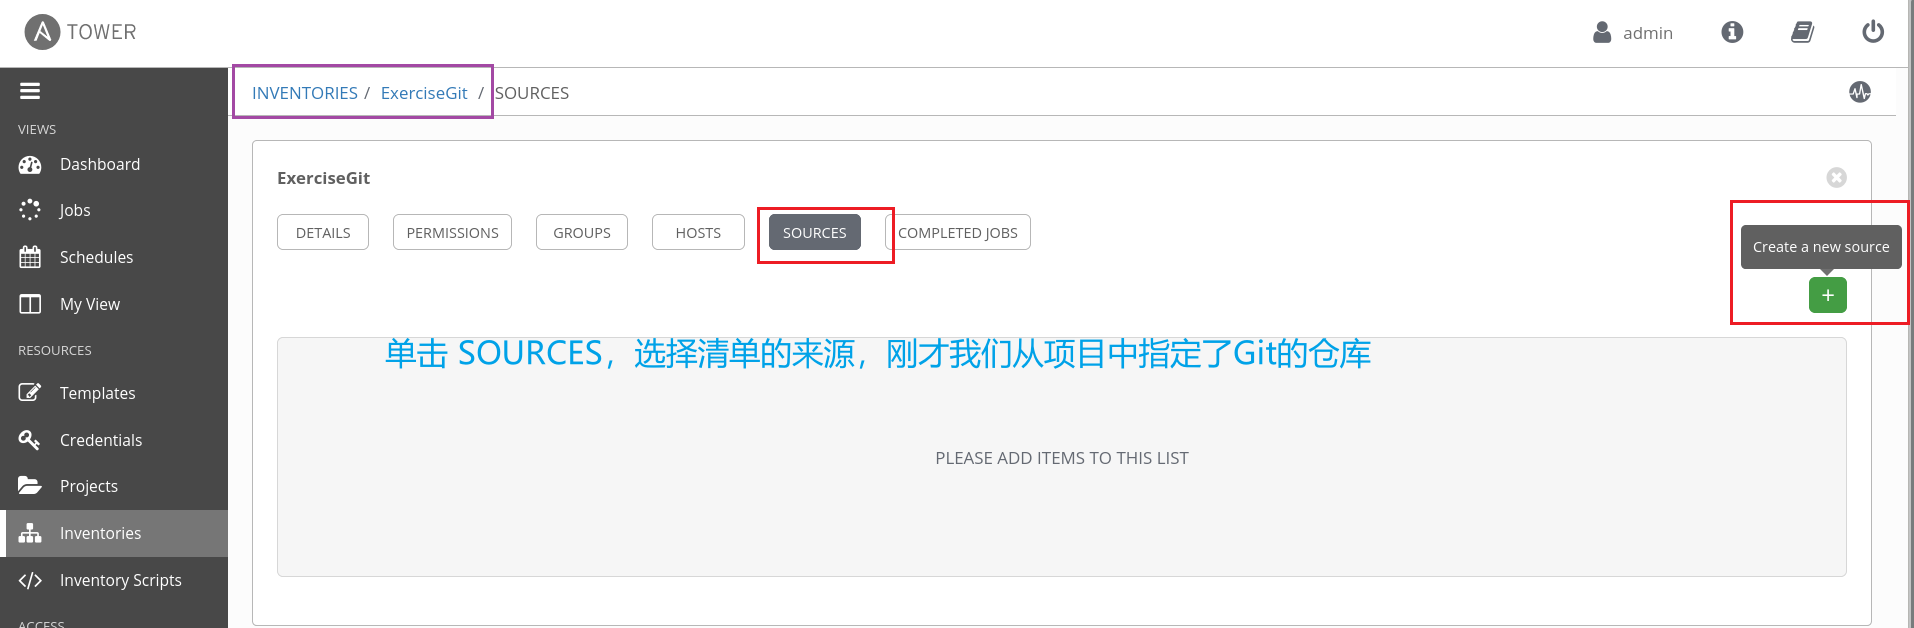 TOWER
admin
INVENTORIES / ExerciseGit / SOURCES
VIEWS
Dashboard
Jobs
Schedules
My View
RESOURCES
Templates
Credentials
Projects
Inventories
Inventory Scripts
ACCESS
ExerciseGit
DETAILS PERMISSIONS GROUPS HOSTS SOURCES COMPLETED JOBS
Create a new source
+
单击 SOURCES，选择清单的来源，刚才我们从项目中指定了Git的仓库
PLEASE ADD ITEMS TO THIS LIST